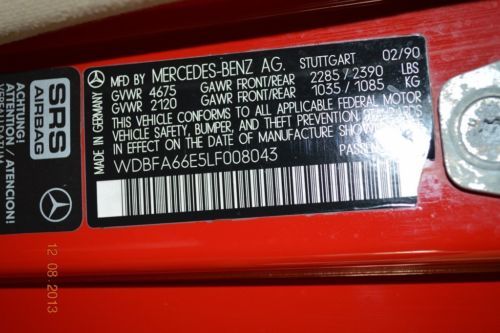 MFD BY MERCEDES-BENZ AG. STUTTGART 02/90
GVWR 4675 GAWR FRONT/REAR 2285/2390 LBS
GVWR 2120 GAWR FRONT/REAR 1035/1085 KG
THIS VEHICLE CONFORMS TO ALL APPLICABLE FEDERAL MOTOR
VEHICLE SAFETY, BUMPER, AND THEFT PREVENTION STANDARDS
IN EFFECT ON THE DATE OF MANUFACTURE SHOWN
WDBFA66E5LF008043 PASSEN
MADE IN GERMANY
SRS
AIRBAG
ACHTUNG!
ATENCION!
12 08 2013